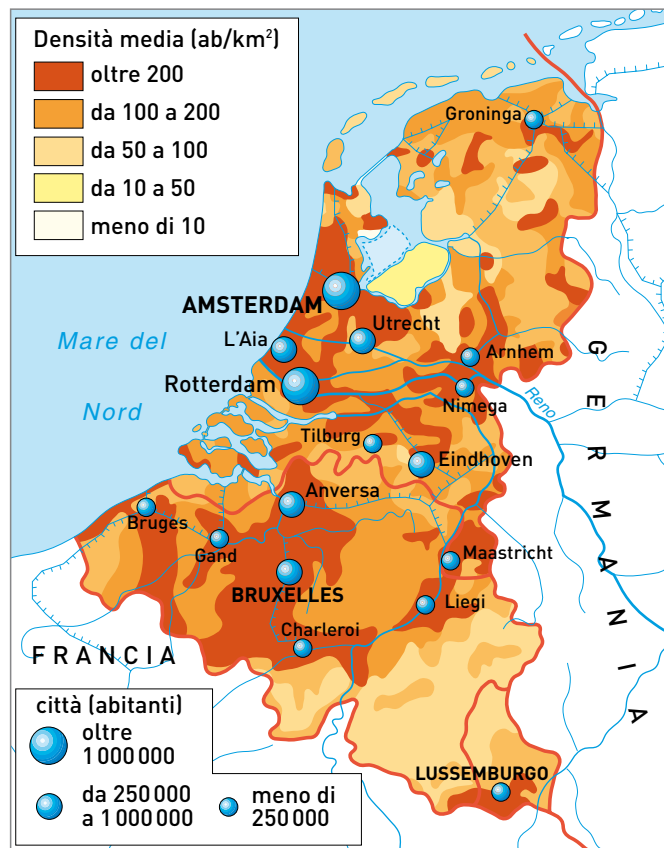 Densità media (ab/km²)
oltre 200
da 100 a 200
da 50 a 100
da 10 a 50
meno di 10
Groninga
AMSTERDAM
Mare del
Nord
L'Aia
Utrecht
Arnhem
Rotterdam
Nimega
Reno
Tilburg
Eindhoven
Anversa
Bruges
Gand
Maastricht
BRUXELLES
Liegi
Charleroi
FRANCIA
GERMANIA
LUSSEMBURGO
città (abitanti)
oltre
1 000 000
da 250 000
a 1 000 000
meno di
250 000